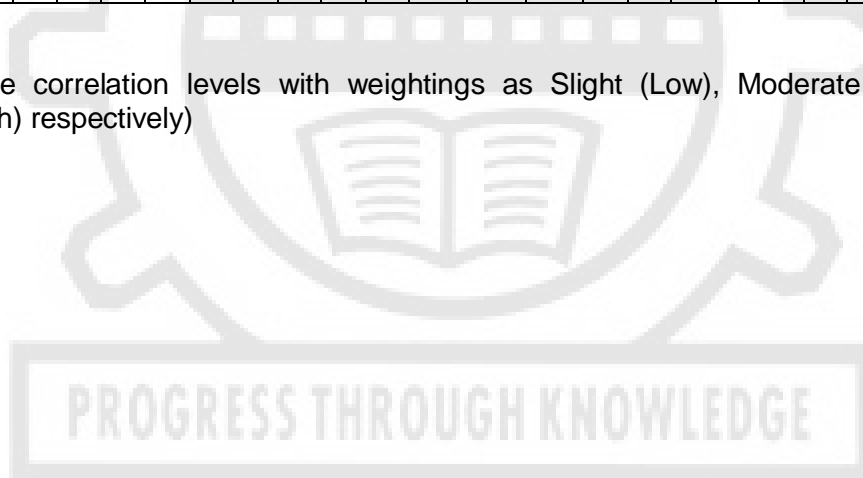 e correlation levels with weightings as Slight (Low), Moderate
h) respectively)
PROGRESS THROUGH KNOWLEDGE